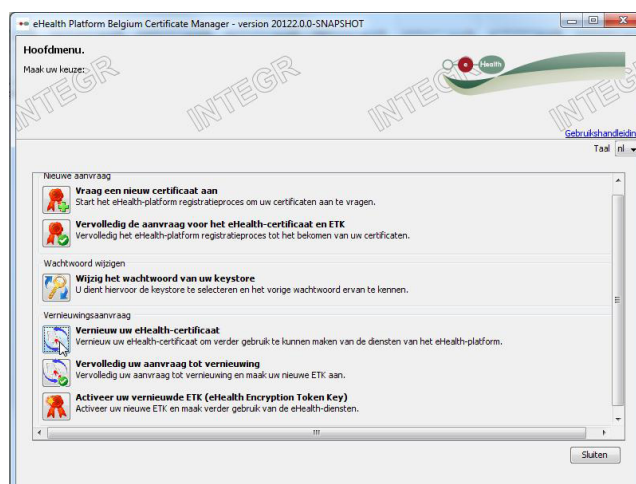 eHealth Platform Belgium Certificate Manager - version 20122.0.0-SNAPSHOT
Hoofdmenu.
Maak uw keuze:
Health
INTEGR INTEGR INTEGR INTEGR
Gebruikshandleidin
Taal nl
Nieuwe aanvraag
Vraag een nieuw certificaat aan
Start het eHealth-platform registratieproces om uw certificaten aan te vragen.
Vervolledig de aanvraag voor het eHealth-certificaat en ETK
Vervolledig het eHealth-platform registratieproces tot het bekomen van uw certificaten.
Wachtwoord wijzigen
Wijzig het wachtwoord van uw keystore
U dient hiervoor de keystore te selecteren en het vorige wachtwoord ervan te kennen.
Vernieuwingsaanvraag
Vernieuw uw eHealth-certificaat
Vernieuw uw eHealth-certificaat om verder gebruik te kunnen maken van de diensten van het eHealth-platform.
Vervolledig uw aanvraag tot vernieuwing
Vervolledig uw aanvraag tot vernieuwing en maak uw nieuwe ETK aan.
Activeer uw vernieuwde ETK (eHealth Encryption Token Key)
Activeer uw nieuwe ETK en maak verder gebruik van de eHealth-diensten.
Sluiten